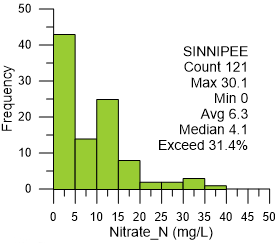 50
40
30
20
10
0
Frequency
SINNIPEE
Count 121
Max 30.1
Min 0
Avg 6.3
Median 4.1
Exceed 31.4%
0 5 10 15 20 25 30 35 40 45 50
Nitrate_N (mg/L)